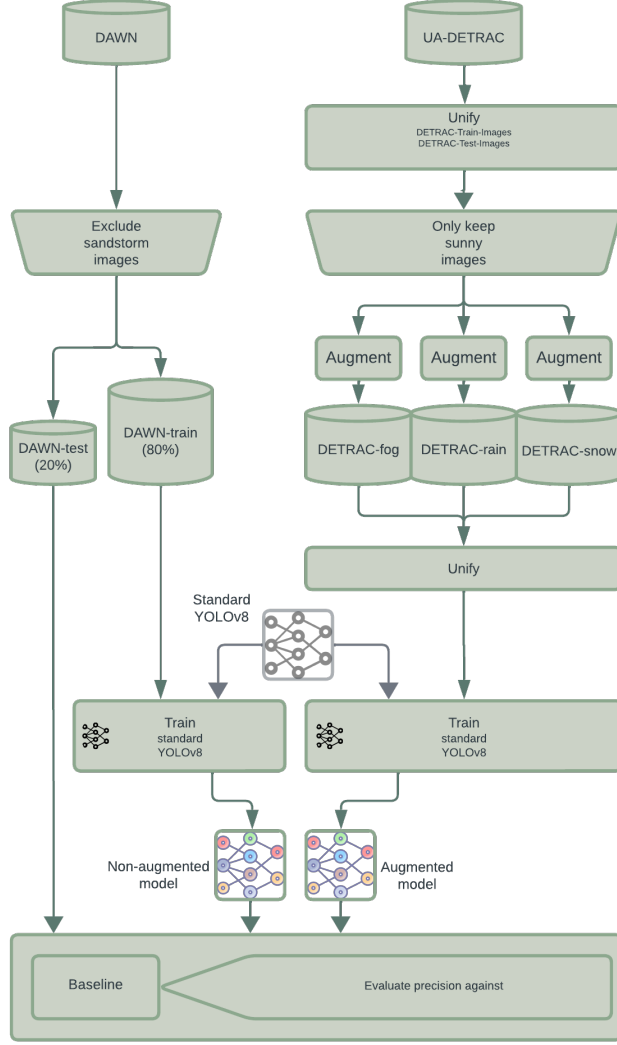 DAWN
UA-DETRAC
Unify
DETRAC-Train-Images
DETRAC-Test-Images
Exclude
sandstorm
images
Only keep
sunny
images
Augment
Augment
Augment
DAWN-test
(20%)
DAWN-train
(80%)
DETRAC-fog
DETRAC-rain
DETRAC-snow
Unify
Standard
YOLOv8
Train
standard
YOLOv8
Train
standard
YOLOv8
Non-augmented
model
Augmented
model
Baseline
Evaluate precision against